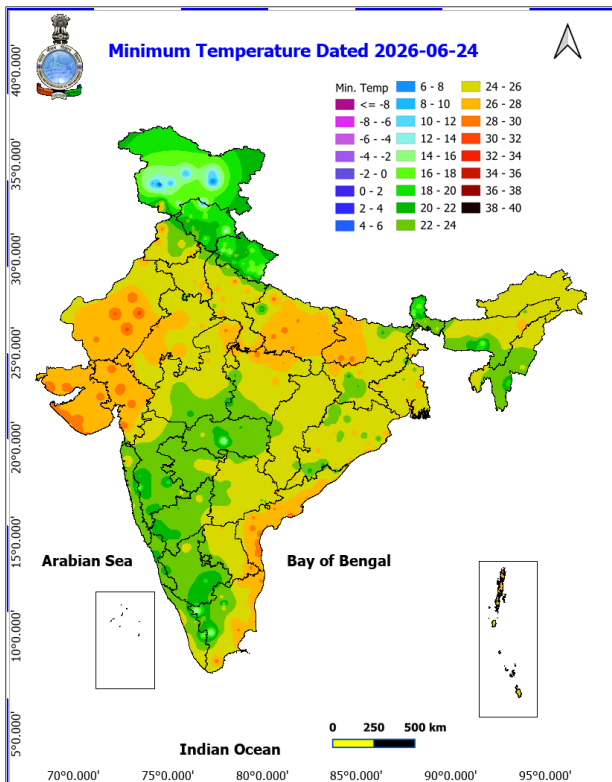 Minimum Temperature Dated 2026-06-24
Min. Temp
<= -8
-8 - -6
-6 - -4
-4 - -2
-2 - 0
0 - 2
2 - 4
4 - 6
6 - 8
8 - 10
10 - 12
12 - 14
14 - 16
16 - 18
18 - 20
20 - 22
22 - 24
24 - 26
26 - 28
28 - 30
30 - 32
32 - 34
34 - 36
36 - 38
38 - 40
40°0.000'
35°0.000'
30°0.000'
25°0.000'
20°0.000'
15°0.000'
10°0.000'
5°0.000'
Arabian Sea
Bay of Bengal
0 250 500 km
Indian Ocean
70°0.000' 75°0.000' 80°0.000' 85°0.000' 90°0.000' 95°0.000'